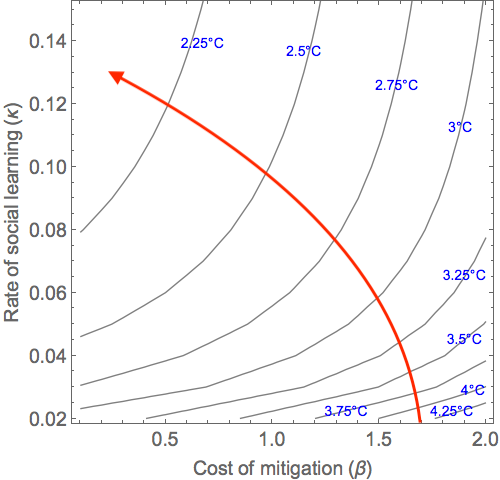 0.14
0.12
0.10
0.08
0.06
0.04
0.02
Rate of social learning (κ)
2.25°C
2.5°C
2.75°C
3°C
3.25°C
3.5°C
4°C
3.75°C
4.25°C
0.5
1.0
1.5
2.0
Cost of mitigation (β)